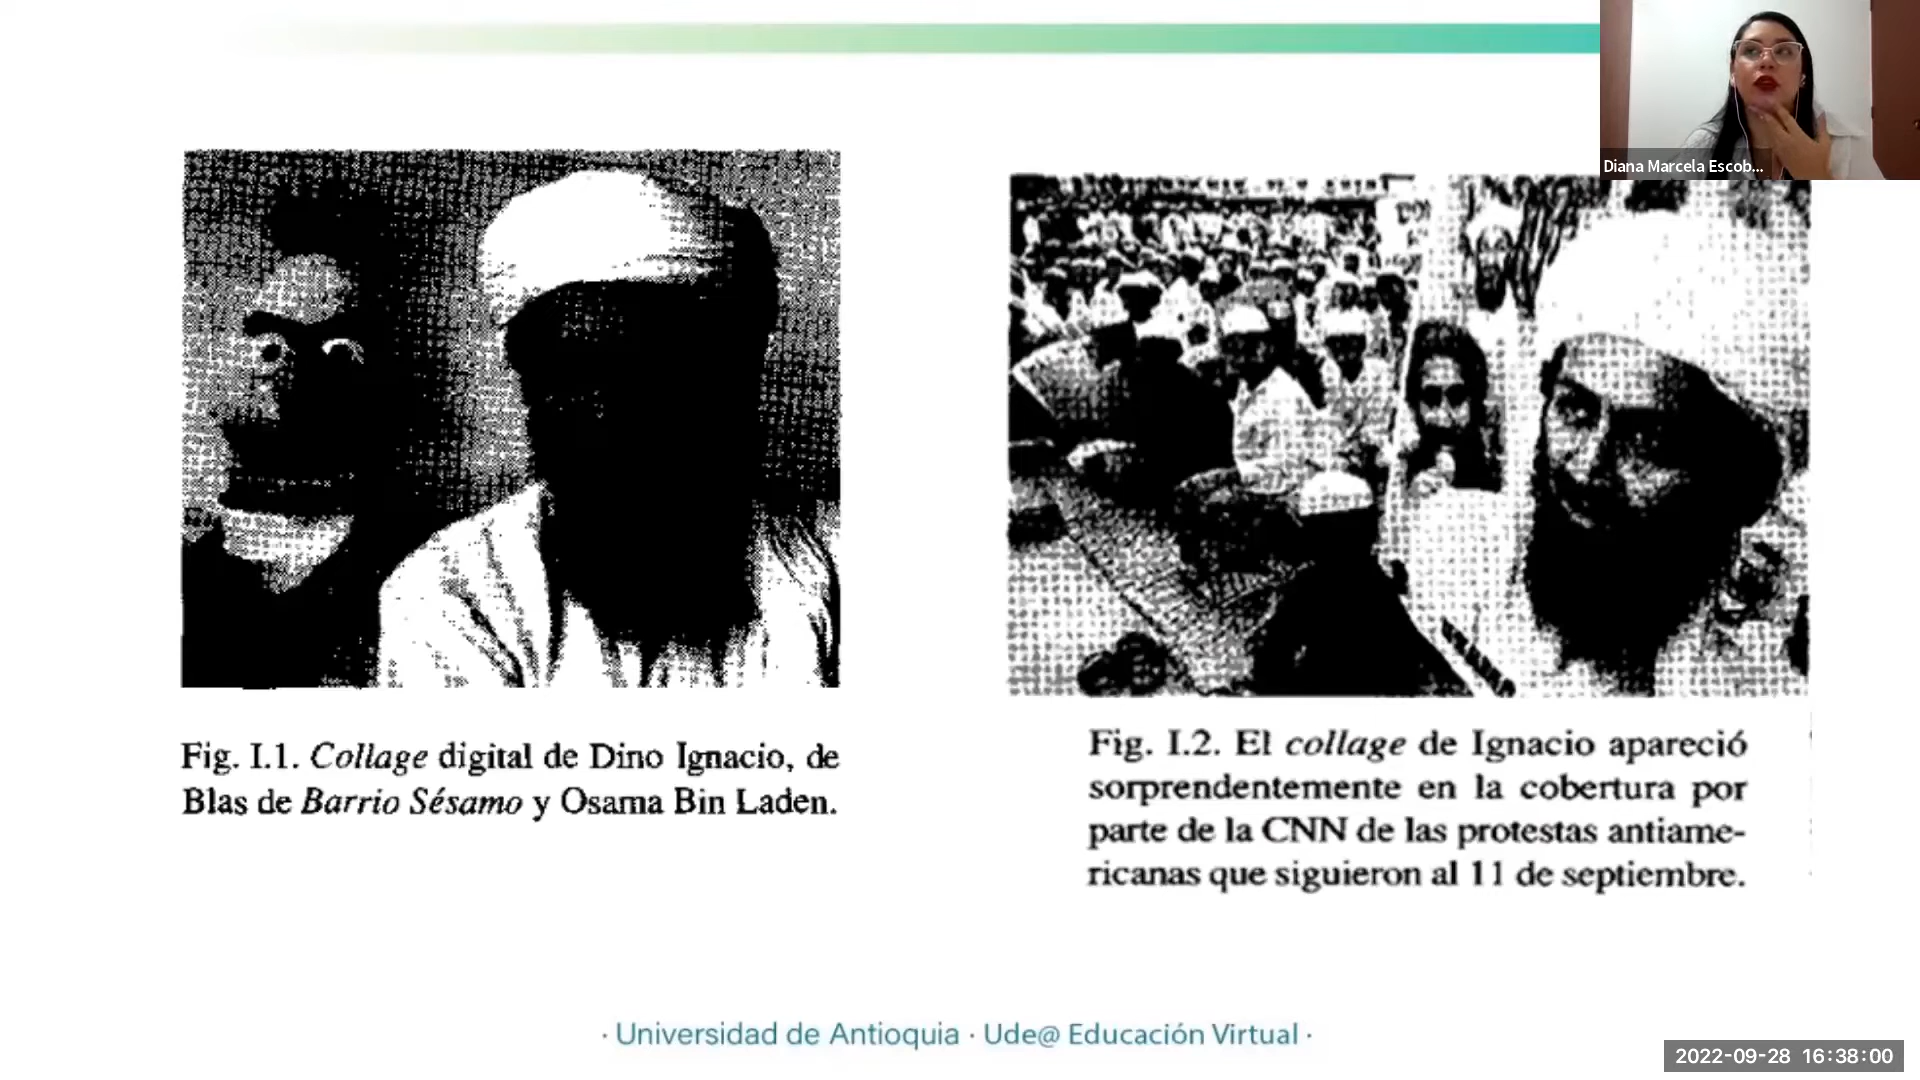 Diana Marcela Escob...
Fig. I.1. Collage digital de Dino Ignacio, de
Blas de Barrio Sésamo y Osama Bin Laden.
Fig. I.2. El collage de Ignacio apareció
sorprendentemente en la cobertura por
parte de la CNN de las protestas antiame-
ricanas que siguieron al 11 de septiembre.
· Universidad de Antioquia · Ude@ Educación Virtual ·
2022-09-28 16:38:00